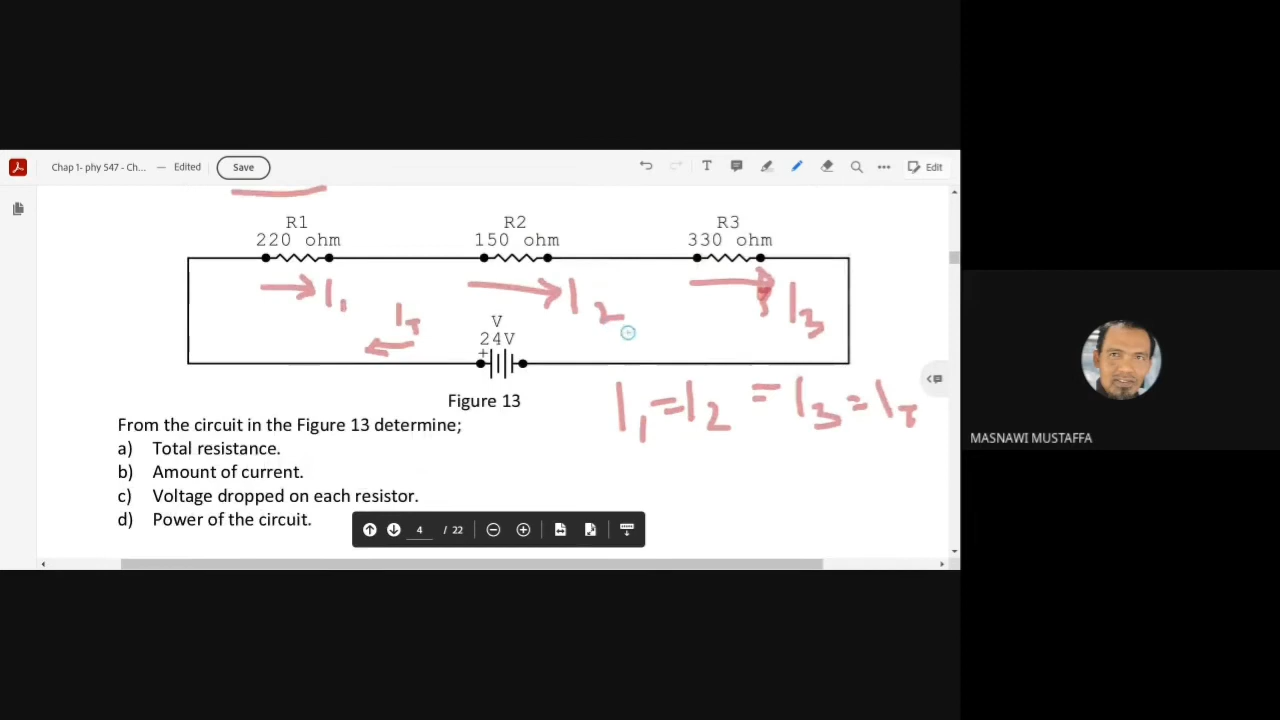 Chap 1- phy 547 - Ch... — Edited Save T ... Edit
R1 R2 R3
220 ohm 150 ohm 330 ohm
I1 I2 I3
IT
V
24V
+
Figure 13
I1 = I2 = I3 = IT
From the circuit in the Figure 13 determine;
a) Total resistance.
b) Amount of current.
c) Voltage dropped on each resistor.
d) Power of the circuit.
4 / 22
MASNAWI MUSTAFFA